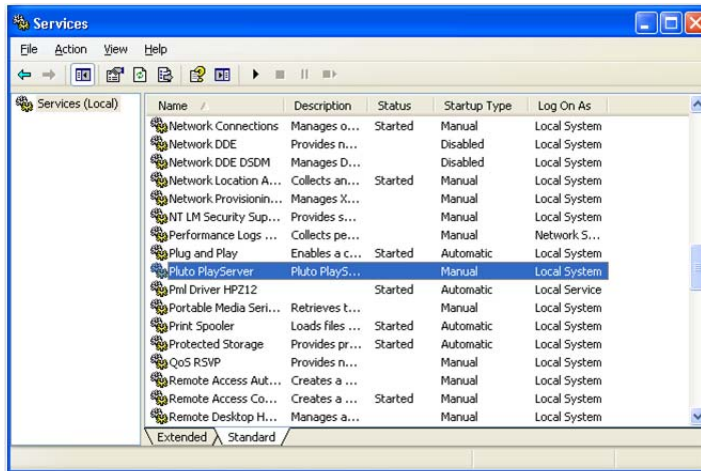 Services
File Action View Help
Services (Local)
Name Description Status Startup Type Log On As
Network Connections Manages o... Started Manual Local System
Network DDE Provides n... Disabled Local System
Network DDE DSDM Manages D... Disabled Local System
Network Location A... Collects an... Started Manual Local System
Network Provisionin... Manages X... Manual Local System
NT LM Security Sup... Provides s... Manual Local System
Performance Logs ... Collects pe... Manual Network S...
Plug and Play Enables a c... Started Automatic Local System
Pluto PlayServer Pluto PlayS... Manual Local System
Pml Driver HPZ12 Started Automatic Local Service
Portable Media Seri... Retrieves t... Manual Local System
Print Spooler Loads files ... Started Automatic Local System
Protected Storage Provides pr... Started Automatic Local System
QoS RSVP Provides n... Manual Local System
Remote Access Aut... Creates a ... Manual Local System
Remote Access Co... Creates a ... Started Manual Local System
Remote Desktop H... Manages a... Manual Local System
Extended Standard